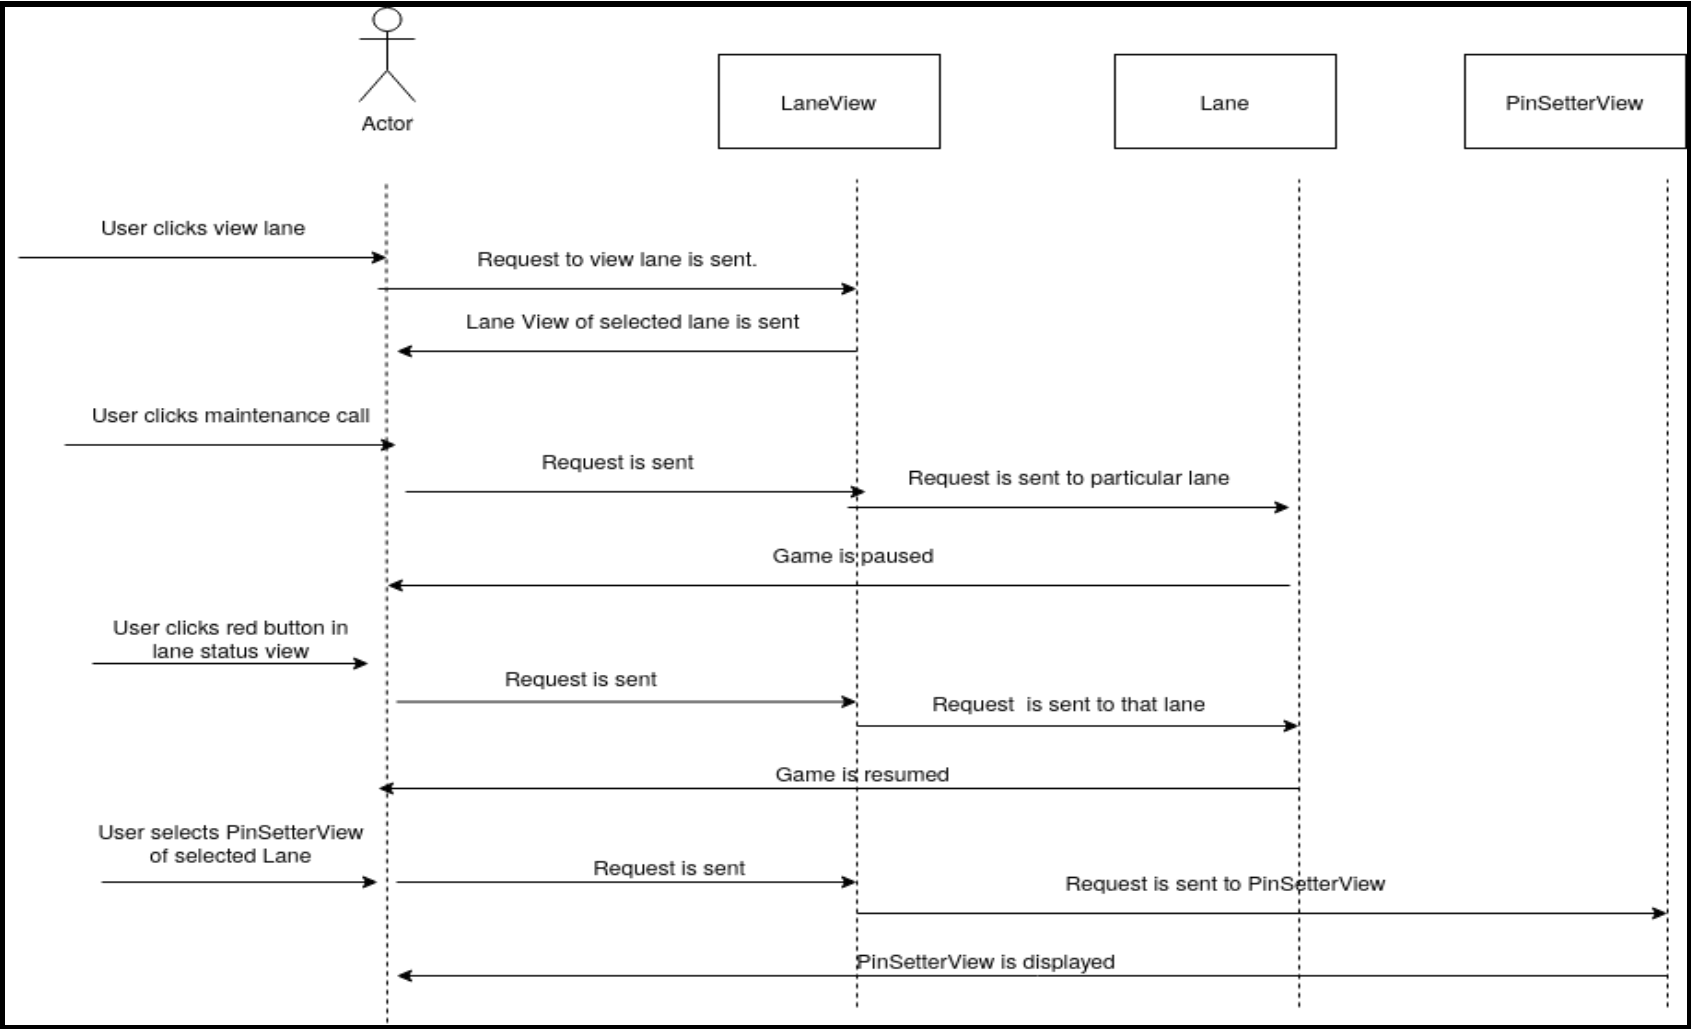 Actor
LaneView
Lane
PinSetterView
User clicks view lane
Request to view lane is sent.
Lane View of selected lane is sent
User clicks maintenance call
Request is sent
Request is sent to particular lane
Game is paused
User clicks red button in
lane status view
Request is sent
Request  is sent to that lane
Game is resumed
User selects PinSetterView
of selected Lane
Request is sent
Request is sent to PinSetterView
PinSetterView is displayed